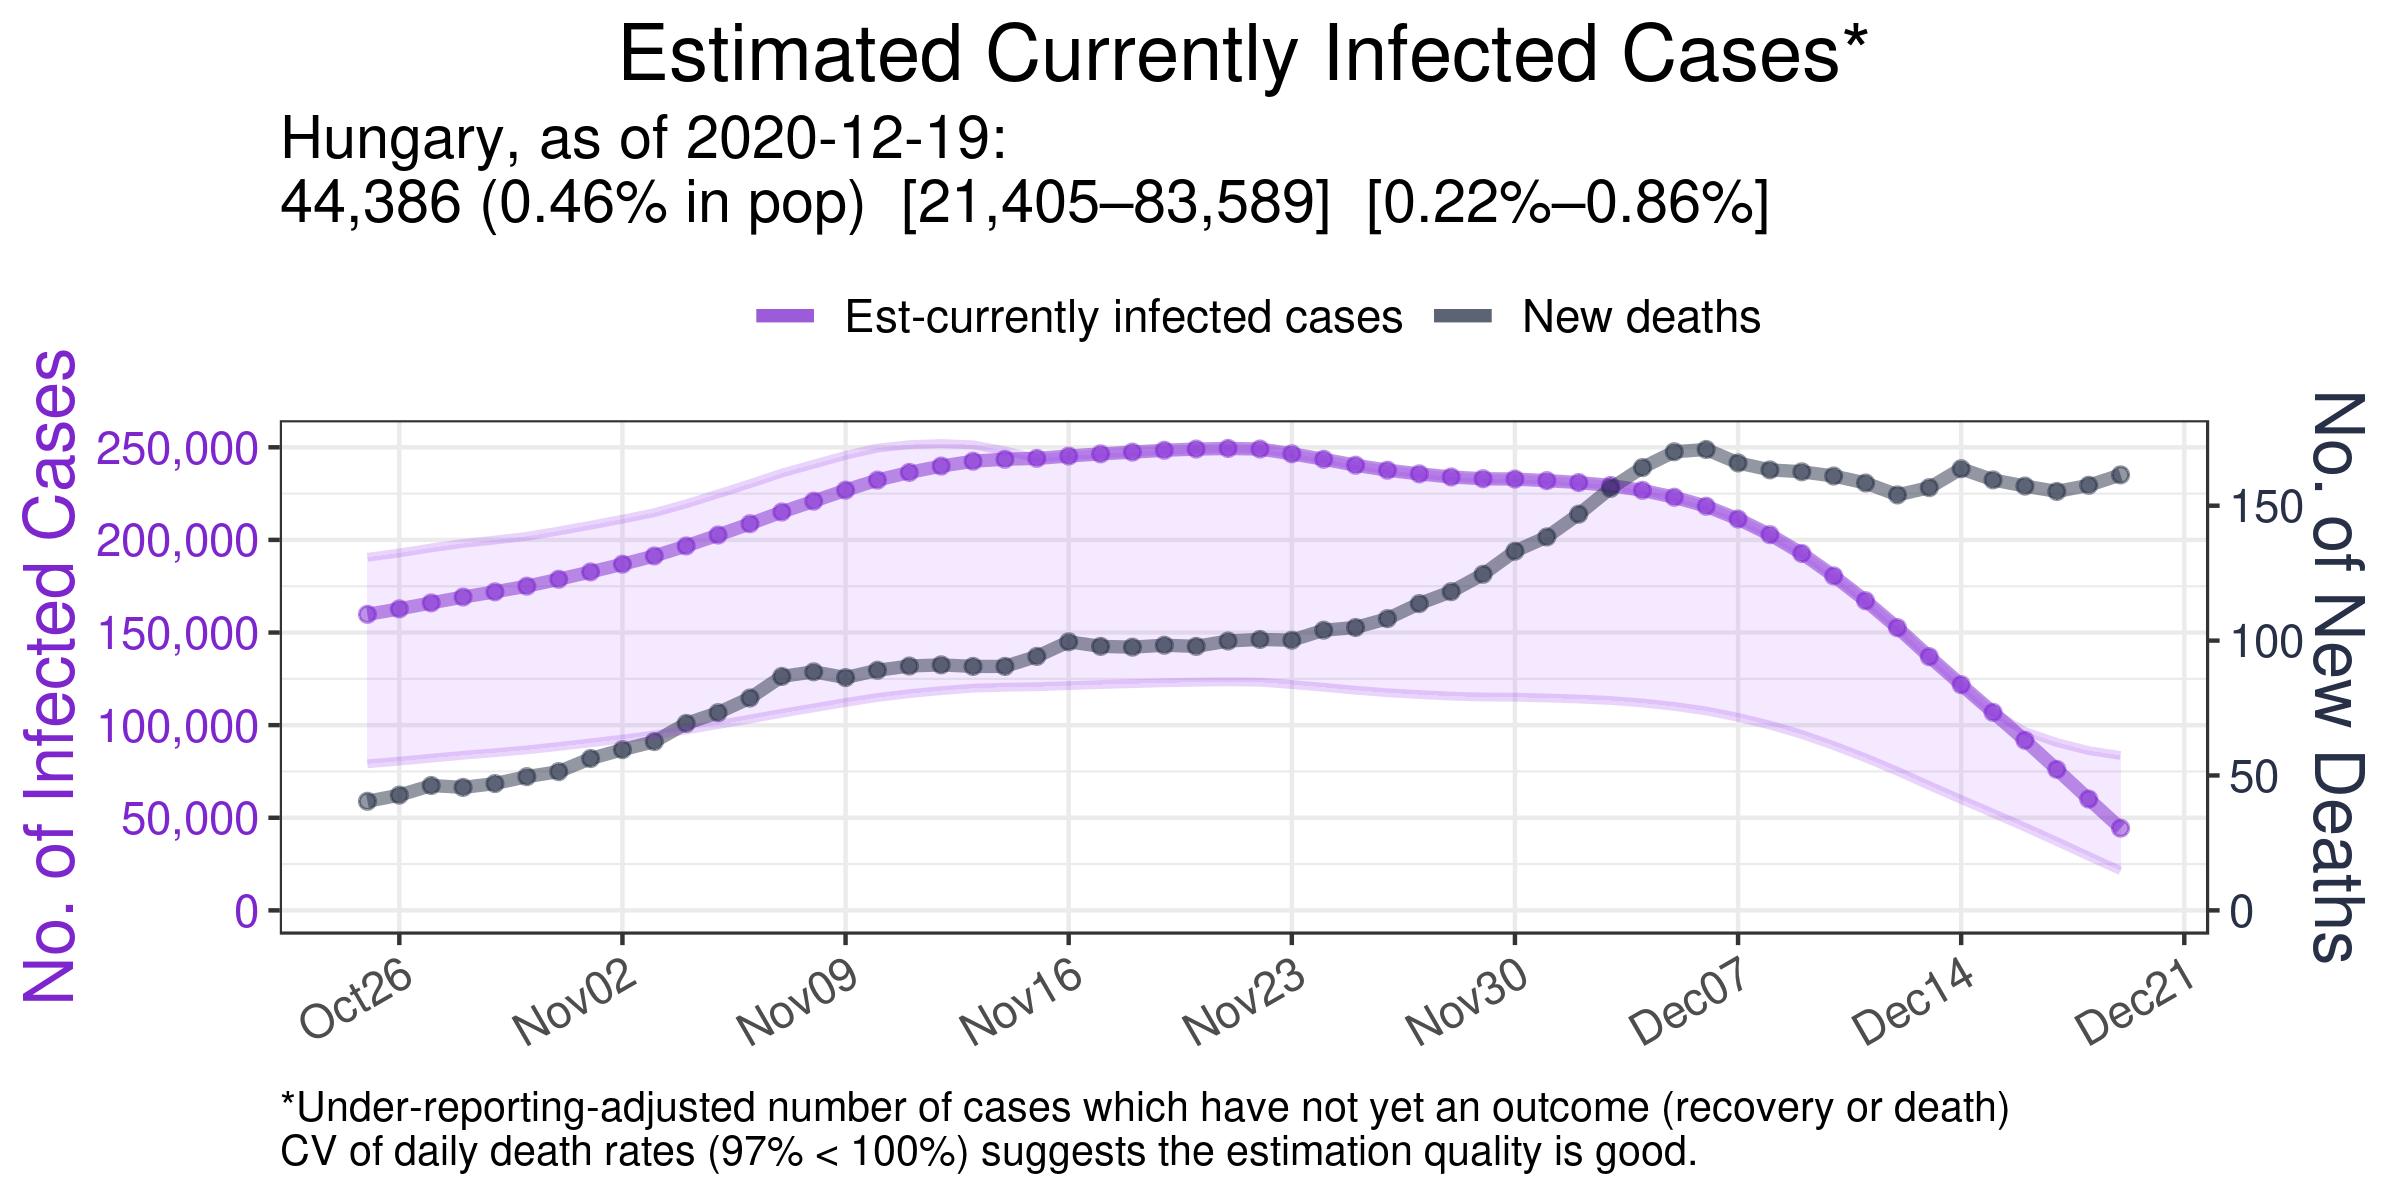 Estimated Currently Infected Cases*
Hungary, as of 2020-12-19:
44,386 (0.46% in pop)  [21,405–83,589]  [0.22%–0.86%]
Est-currently infected cases
New deaths
No. of Infected Cases
250,000
200,000
150,000
100,000
50,000
0
150
100
50
0
No. of New Deaths
Oct26
Nov02
Nov09
Nov16
Nov23
Nov30
Dec07
Dec14
Dec21
*Under-reporting-adjusted number of cases which have not yet an outcome (recovery or death)
CV of daily death rates (97% < 100%) suggests the estimation quality is good.